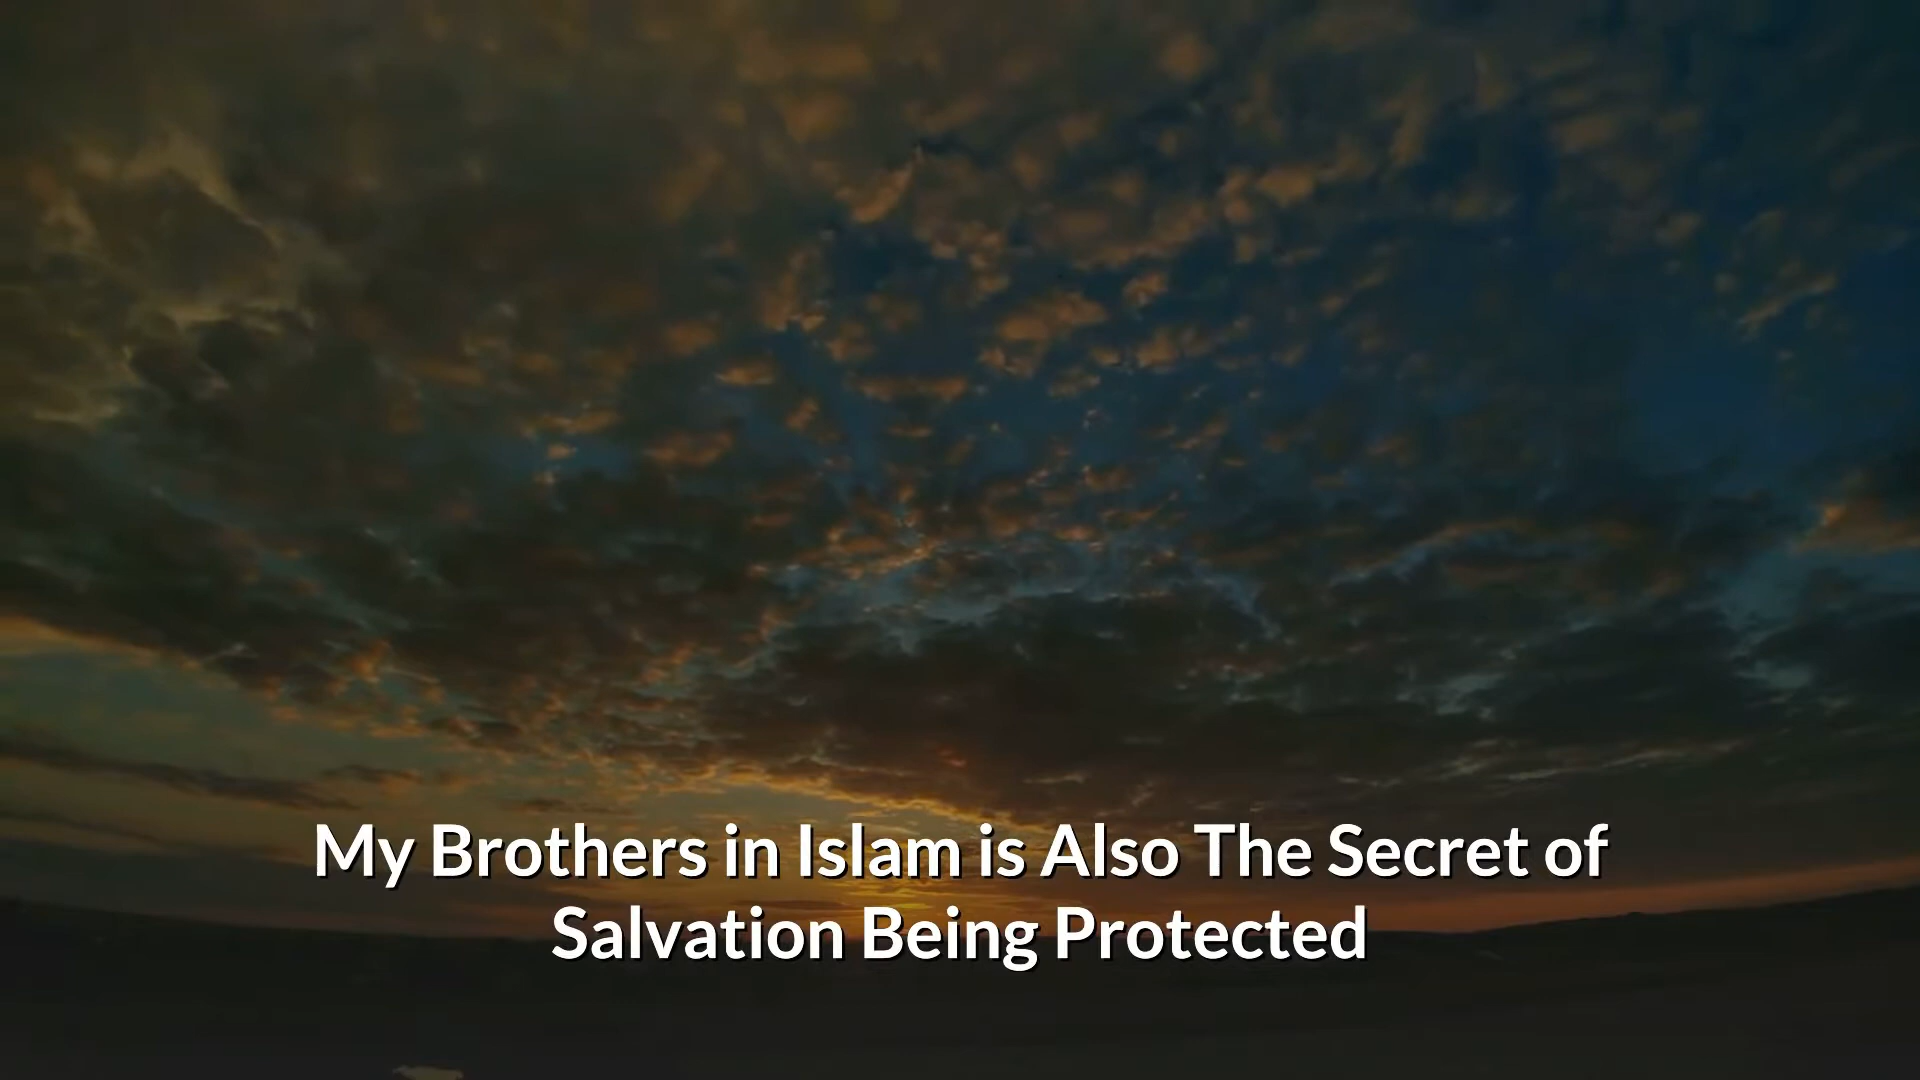 My Brothers in Islam is Also The Secret of
Salvation Being Protected